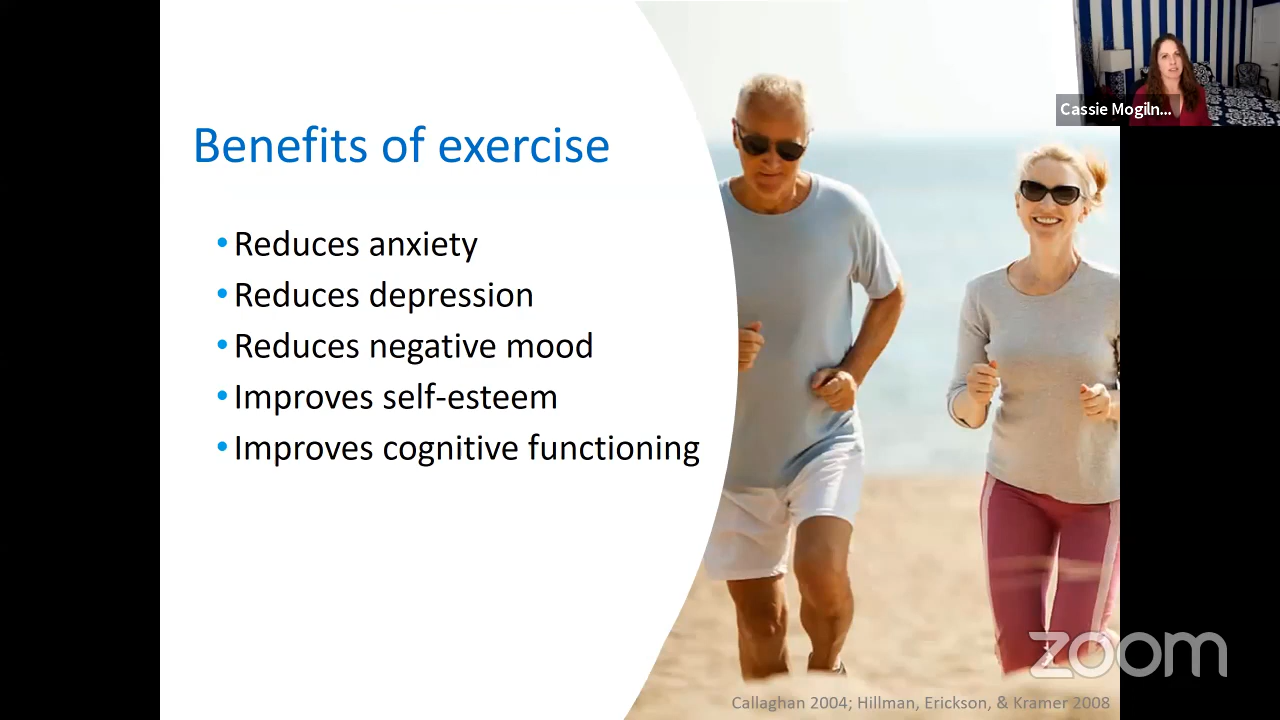 Cassie Mogiln...
Benefits of exercise
•Reduces anxiety
•Reduces depression
•Reduces negative mood
•Improves self-esteem
•Improves cognitive functioning
zoom
Callaghan 2004; Hillman, Erickson, & Kramer 2008